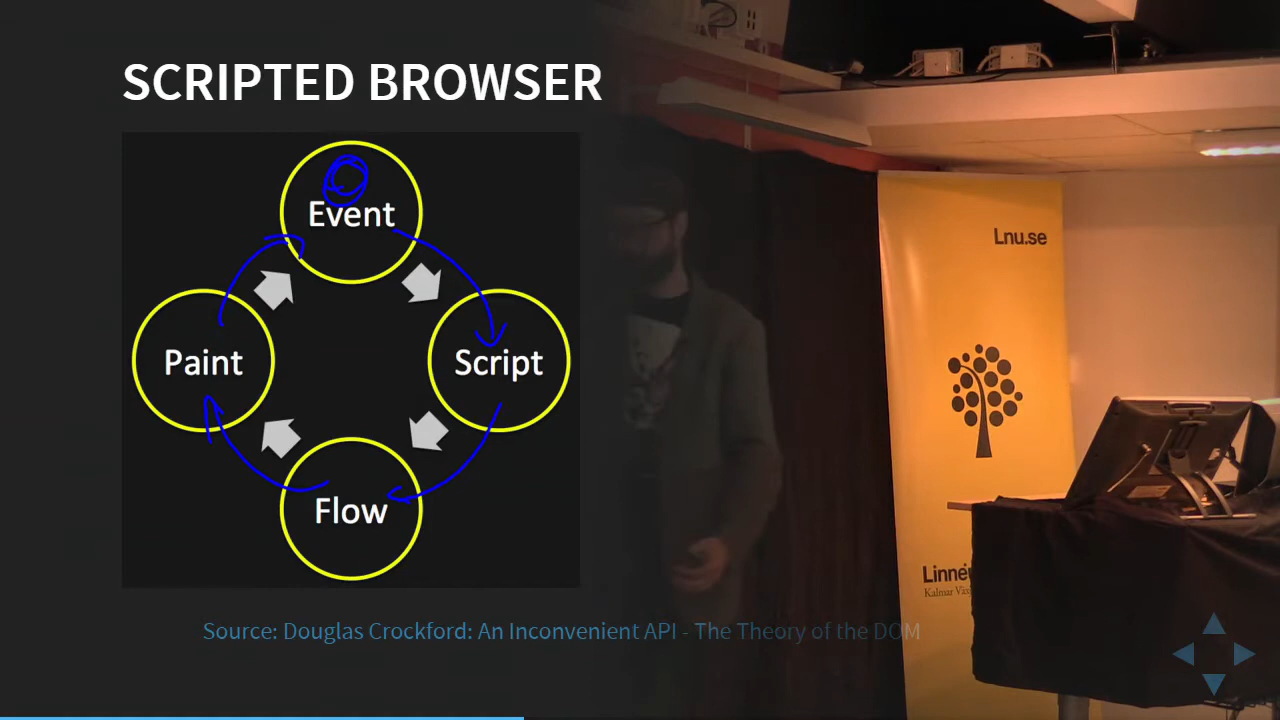 SCRIPTED BROWSER
Event
Paint
Script
Flow
Source: Douglas Crockford: An Inconvenient API - The Theory of the DOM
Lnu.se
Kalmar